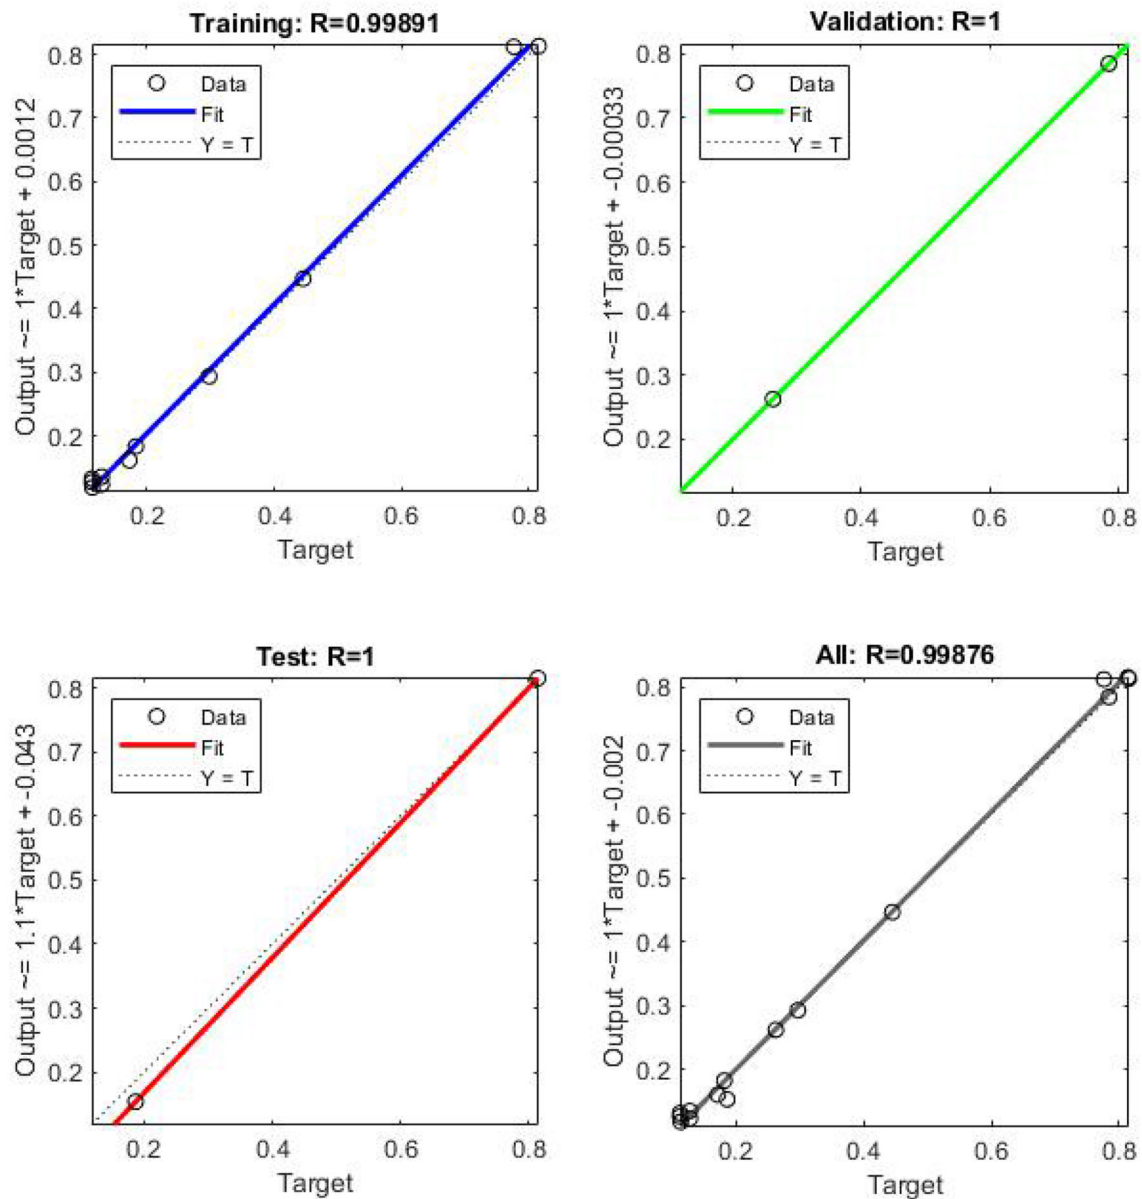 Training: R=0.99891
Output ~= 1*Target + 0.0012
0.8
0.7
0.6
0.5
0.4
0.3
0.2
Data
Fit
Y = T
0.2 0.4 0.6 0.8
Target
Validation: R=1
Output ~= 1*Target + -0.00033
0.8
0.7
0.6
0.5
0.4
0.3
0.2
Data
Fit
Y = T
0.2 0.4 0.6 0.8
Target
Test: R=1
Output ~= 1.1*Target + -0.043
0.8
0.7
0.6
0.5
0.4
0.3
0.2
Data
Fit
Y = T
0.2 0.4 0.6 0.8
Target
All: R=0.99876
Output ~= 1*Target + -0.002
0.8
0.7
0.6
0.5
0.4
0.3
0.2
Data
Fit
Y = T
0.2 0.4 0.6 0.8
Target